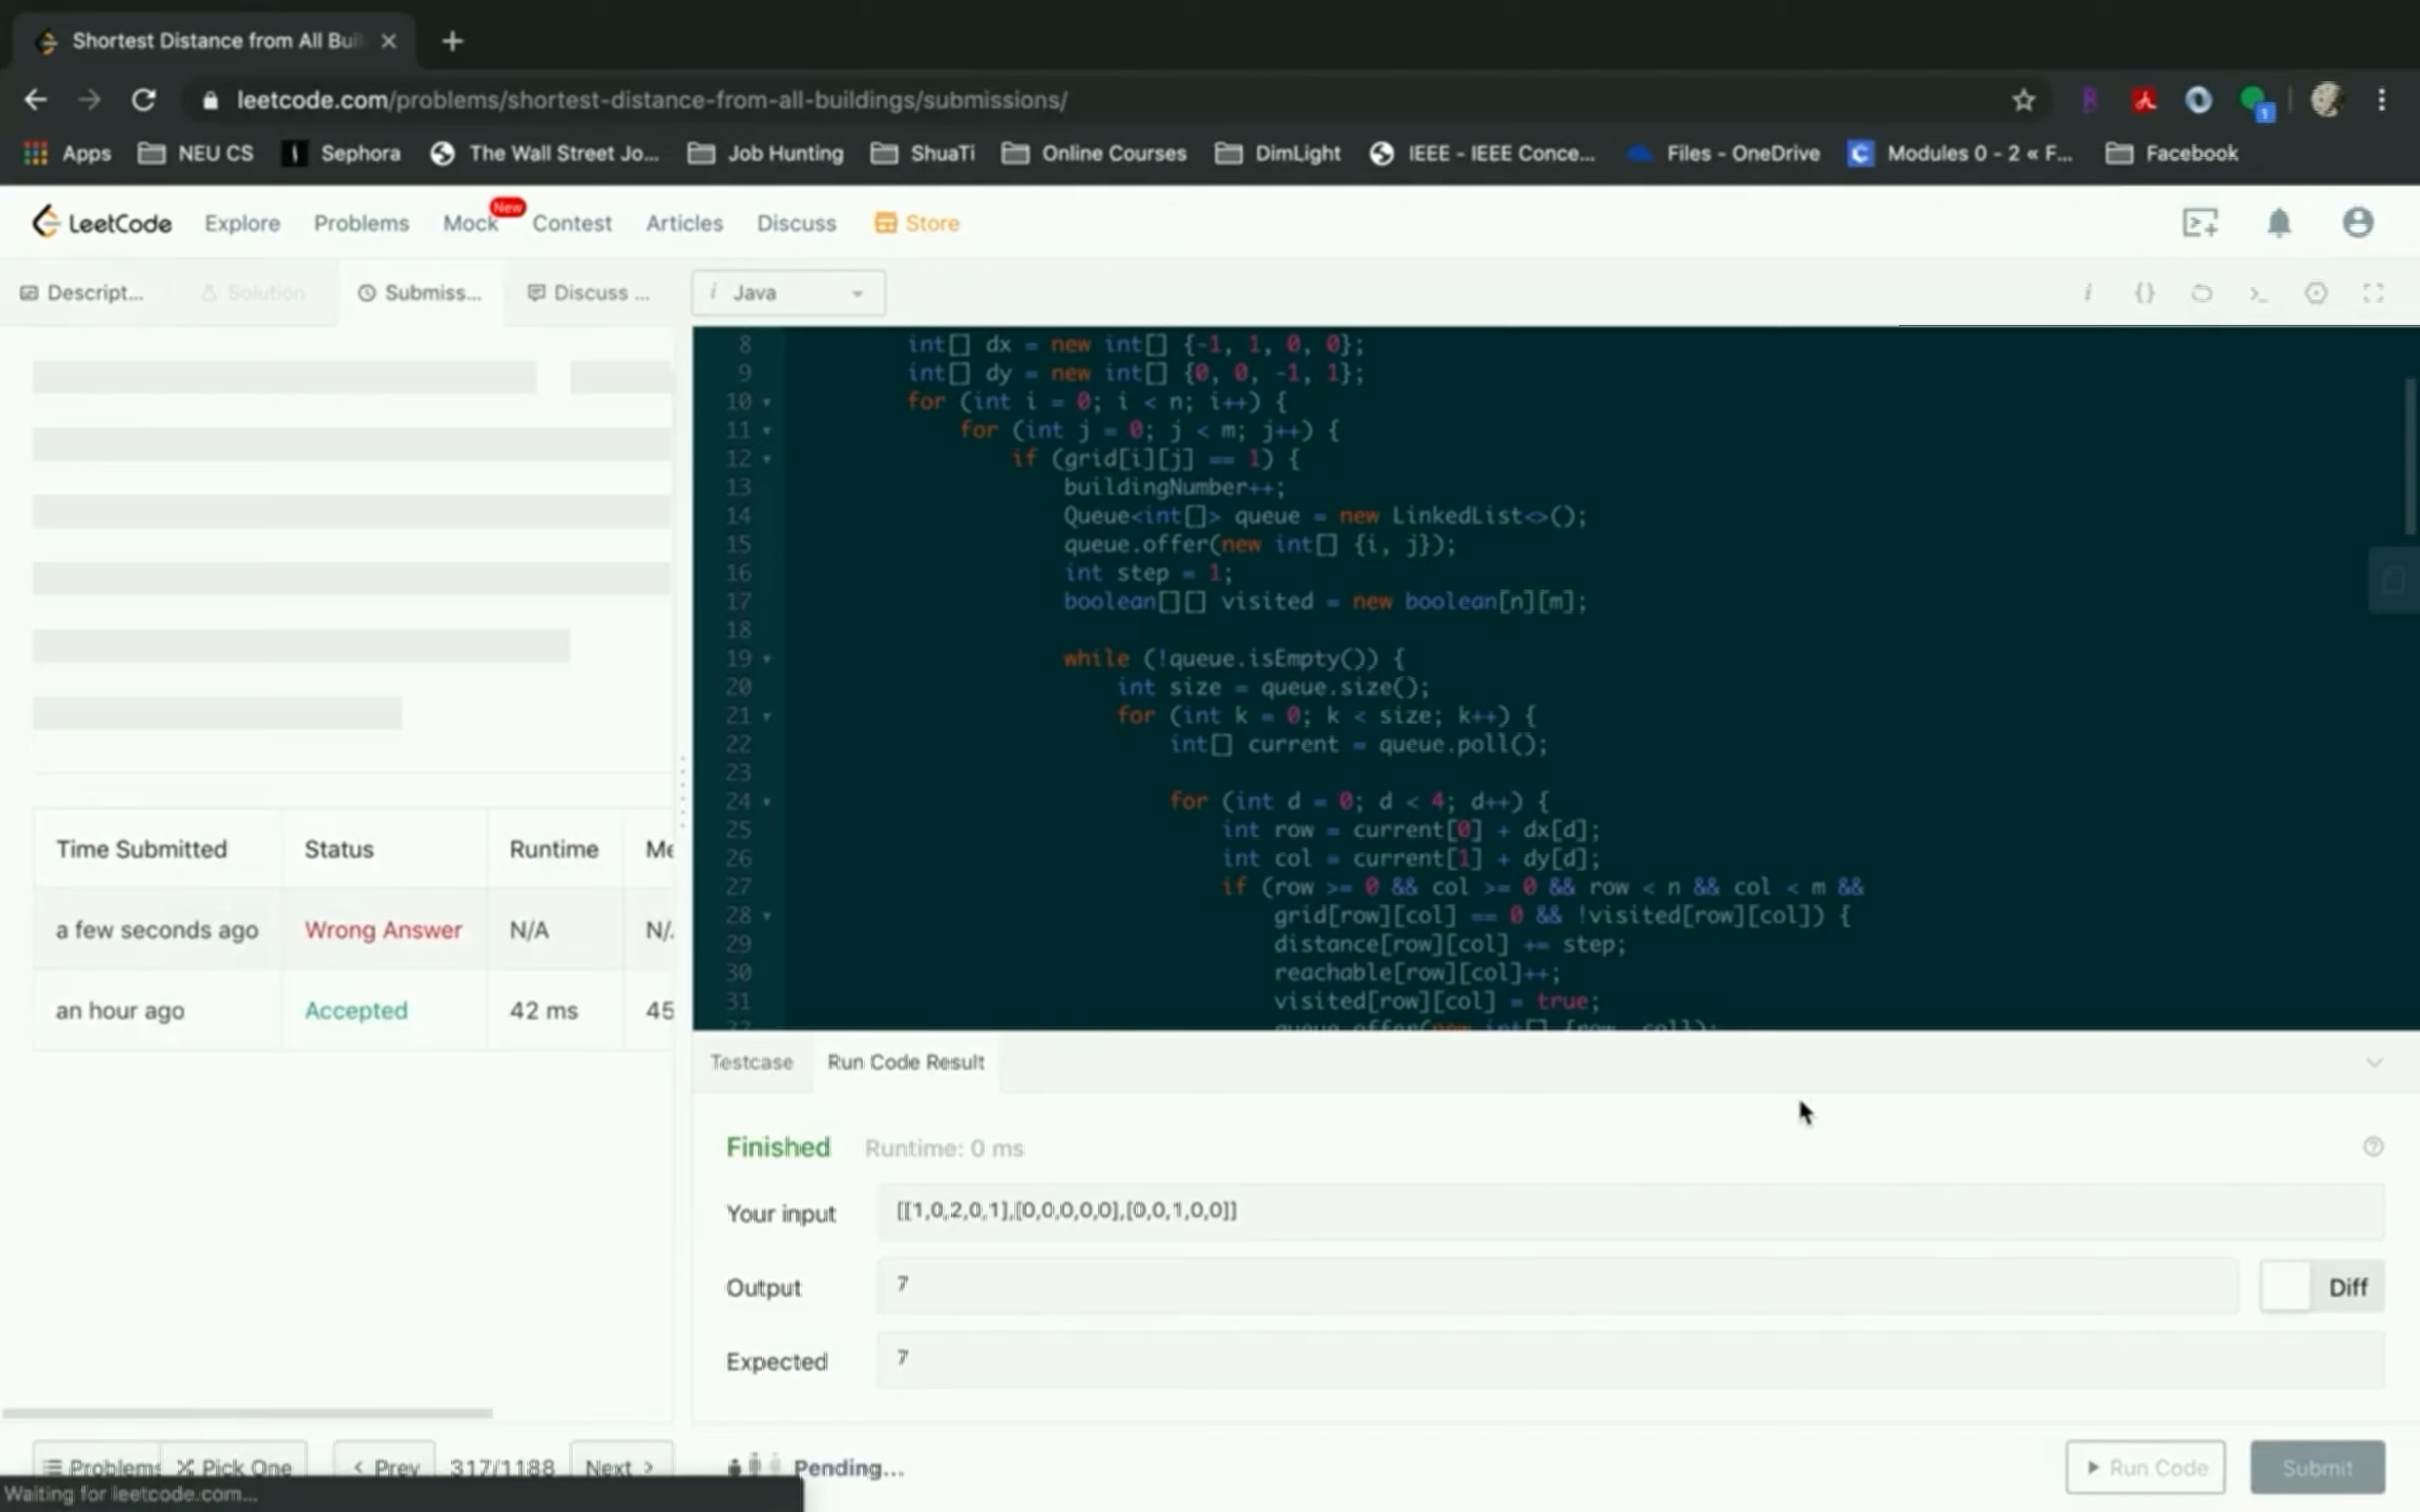 Shortest Distance from All Buil
leetcode.com/problems/shortest-distance-from-all-buildings/submissions/
1
Apps NEU CS Sephora The Wall Street Jo... Job Hunting ShuaTi Online Courses DimLight IEEE - IEEE Conce... Files - OneDrive Modules 0 - 2 « F... Facebook
LeetCode Explore Problems Mock New Contest Articles Discuss Store
Descript... Solution Submiss... Discuss ... i Java
8 int[] dx = new int[] {-1, 1, 0, 0};
9 int[] dy = new int[] {0, 0, -1, 1};
10 for (int i = 0; i < n; i++) {
11 for (int j = 0; j < m; j++) {
12 if (grid[i][j] == 1) {
13 buildingNumber++;
14 Queue<int[]> queue = new LinkedList<>();
15 queue.offer(new int[] {i, j});
16 int step = 1;
17 boolean[][] visited = new boolean[n][m];
18
19 while (!queue.isEmpty()) {
20 int size = queue.size();
21 for (int k = 0; k < size; k++) {
22 int[] current = queue.poll();
23
24 for (int d = 0; d < 4; d++) {
25 int row = current[0] + dx[d];
26 int col = current[1] + dy[d];
27 if (row >= 0 && col >= 0 && row < n && col < m &&
28 grid[row][col] == 0 && !visited[row][col]) {
29 distance[row][col] += step;
30 reachable[row][col]++;
31 visited[row][col] = true;
32 queue.offer(new int[] {row, col});
Time Submitted Status Runtime Me
a few seconds ago Wrong Answer N/A N/
an hour ago Accepted 42 ms 45
Testcase Run Code Result
Finished Runtime: 0 ms
Your input [[1,0,2,0,1],[0,0,0,0,0],[0,0,1,0,0]]
Output 7 Diff
Expected 7
Problems Pick One < Prev 317/1188 Next > Pending... Run Code Submit
Waiting for leetcode.com...